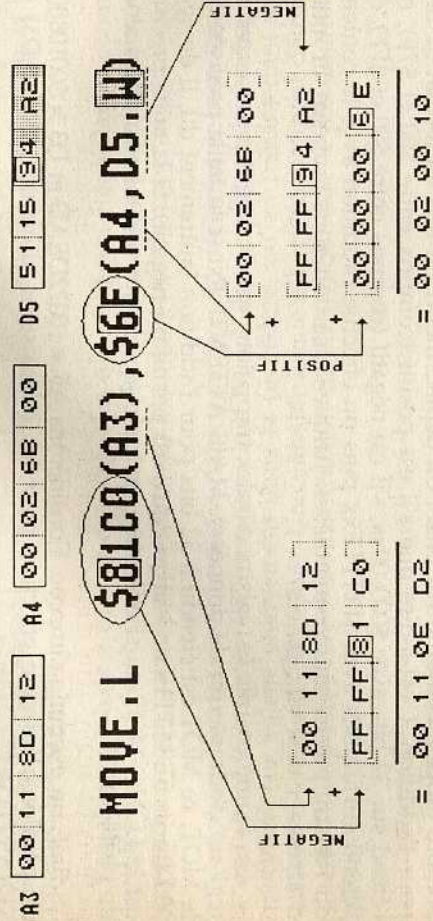 A3 00 11 8D 12
A4 00 02 6B 00
D5 51 15 94 A2
MOVE.L $81C0(A3),$6E(A4,D5.W)
NEGATIF
00 11 8D 12
+ FF FF 81 C0
= 00 11 0E D2
POSITIF
NEGATIF
00 02 6B 00
+ FF FF 94 A2
+ 00 00 00 6E
= 00 02 00 10